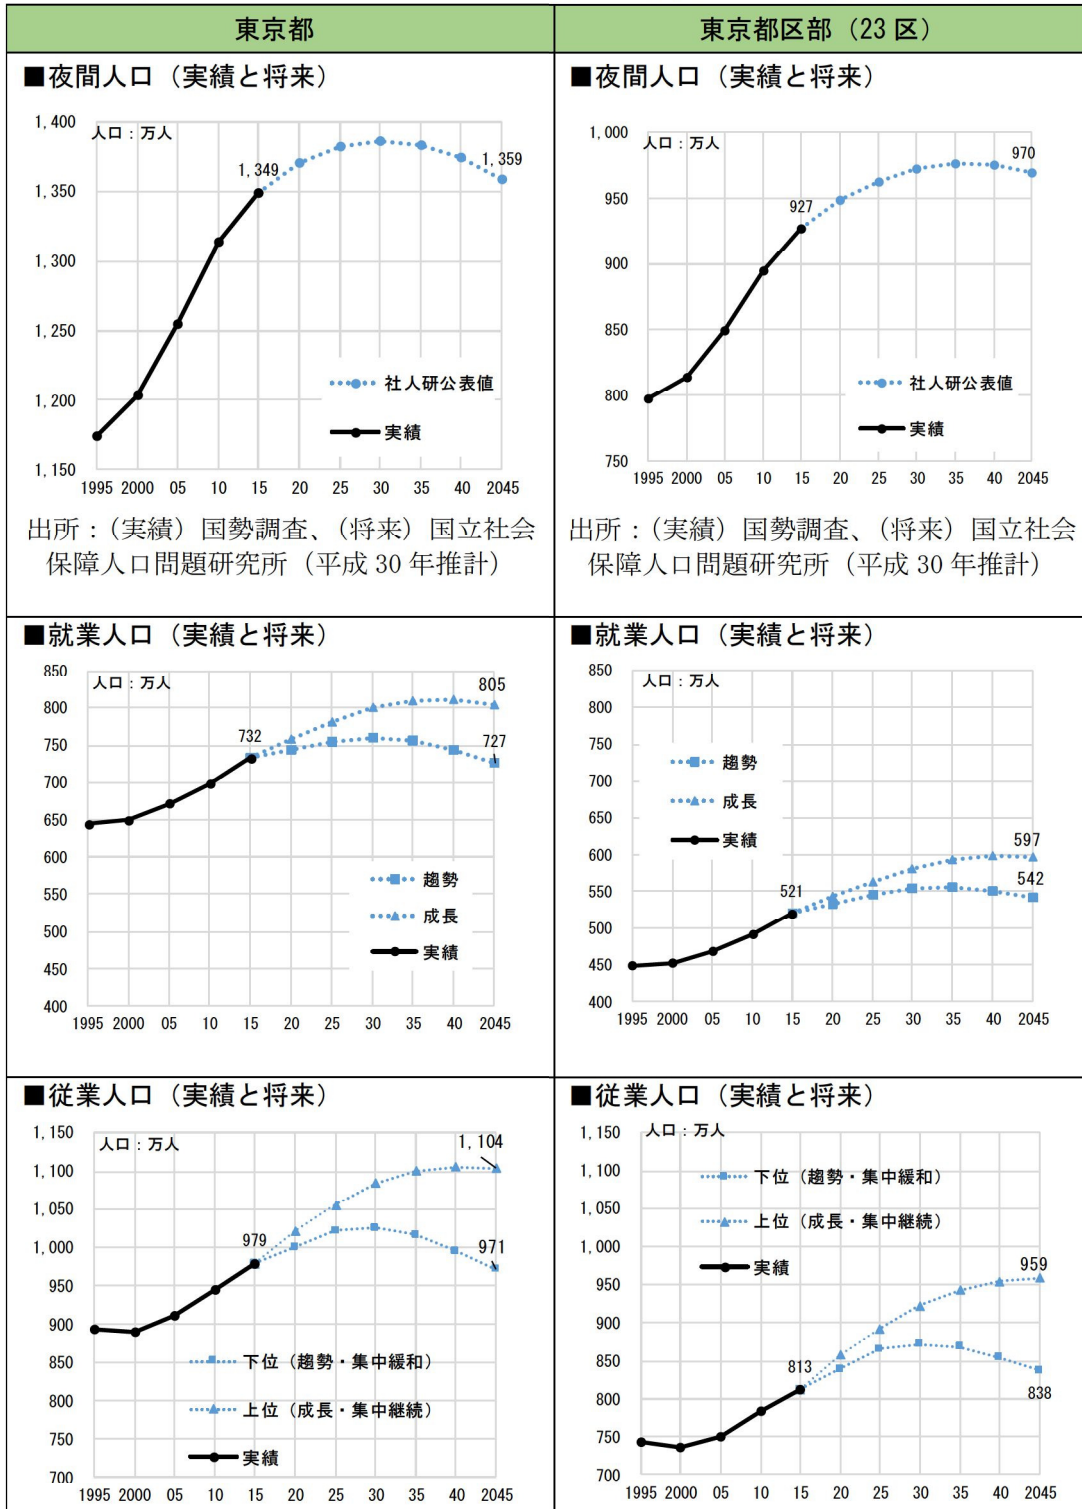 東京都
東京都区部（23 区）
■夜間人口（実績と将来）
人口：万人
1,400
1,350
1,300
1,250
1,200
1,150
1,349
1,359
社人研公表値
実績
1995 2000 05 10 15 20 25 30 35 40 2045
出所：（実績）国勢調査、（将来）国立社会
保障人口問題研究所（平成 30 年推計）
■夜間人口（実績と将来）
人口：万人
1,000
950
900
850
800
750
927
970
社人研公表値
実績
1995 2000 05 10 15 20 25 30 35 40 2045
出所：（実績）国勢調査、（将来）国立社会
保障人口問題研究所（平成 30 年推計）
■就業人口（実績と将来）
人口：万人
850
800
750
700
650
600
550
500
450
400
732
805
727
趨勢
成長
実績
1995 2000 05 10 15 20 25 30 35 40 2045
■就業人口（実績と将来）
人口：万人
850
800
750
700
650
600
550
500
450
400
趨勢
成長
実績
521
597
542
1995 2000 05 10 15 20 25 30 35 40 2045
■従業人口（実績と将来）
人口：万人
1,150
1,100
1,050
1,000
950
900
850
800
750
700
1,104
979
971
下位（趨勢・集中緩和）
上位（成長・集中継続）
実績
1995 2000 05 10 15 20 25 30 35 40 2045
■従業人口（実績と将来）
人口：万人
1,150
1,100
1,050
1,000
950
900
850
800
750
700
下位（趨勢・集中緩和）
上位（成長・集中継続）
実績
959
813
838
1995 2000 05 10 15 20 25 30 35 40 2045